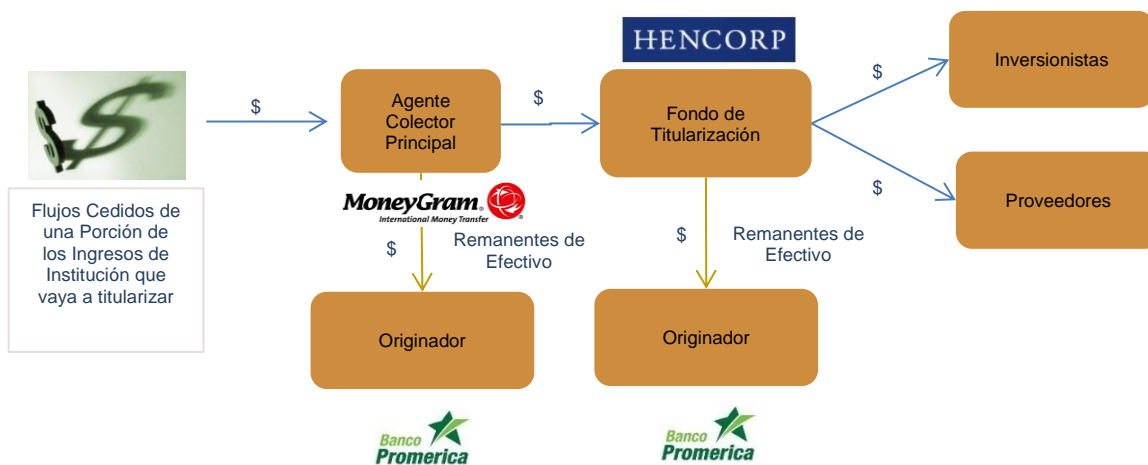 HENCORP
$
Agente
Colector
Principal
$
Fondo de
Titularización
$
Inversionistas
$
Proveedores
Flujos Cedidos de
una Porción de
los Ingresos de
Institución que
vaya a titularizar
MoneyGram®
International Money Transfer
$
Remanentes de
Efectivo
$
Remanentes de
Efectivo
Originador
Originador
Banco
Promerica
Banco
Promerica